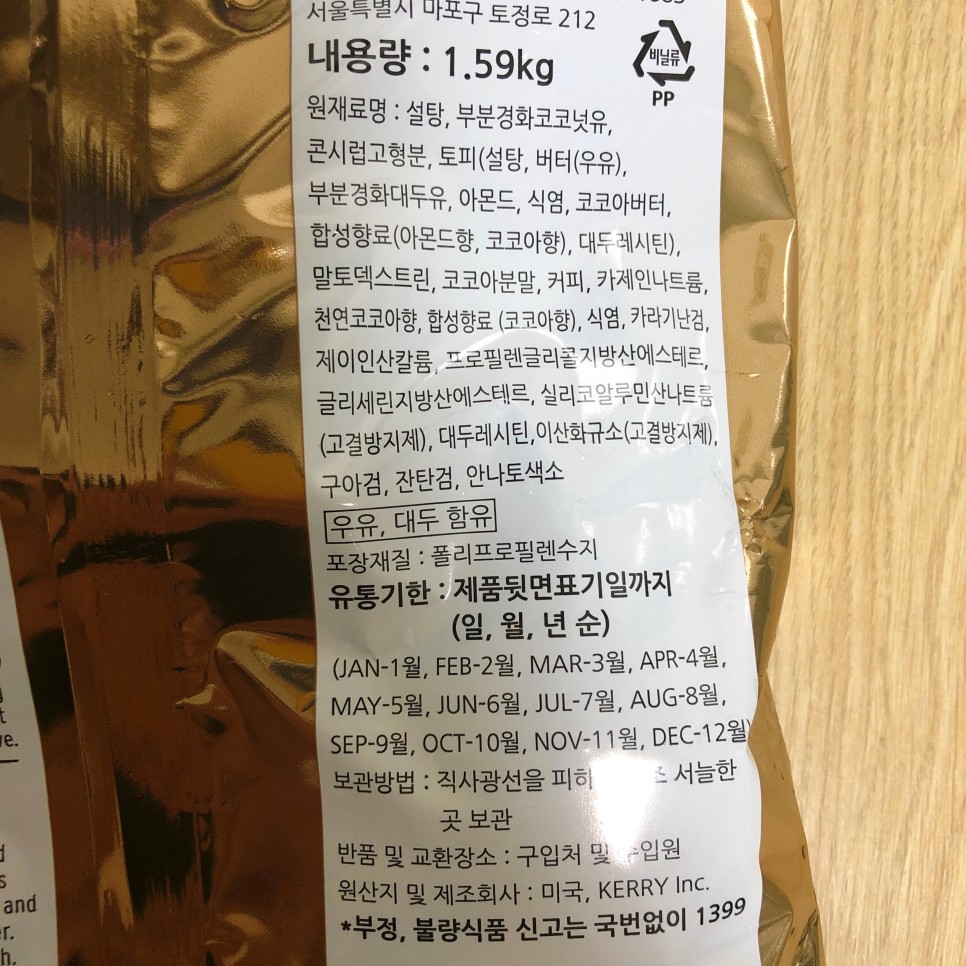 서울특별시 마포구 토정로 212
내용량 : 1.59kg
비닐류
PP
원재료명 : 설탕, 부분경화코코넛유,
콘시럽고형분, 토피(설탕, 버터(우유),
부분경화대두유, 아몬드, 식염, 코코아버터,
합성향료(아몬드향, 코코아향), 대두레시틴),
말토덱스트린, 코코아분말, 커피, 카제인나트륨,
천연코코아향, 합성향료 (코코아향), 식염, 카라기난검,
제이인산칼륨, 프로필렌글리콜지방산에스테르,
글리세린지방산에스테르, 실리코알루민산나트륨
(고결방지제), 대두레시틴,이산화규소(고결방지제),
구아검, 잔탄검, 안나토색소
우유, 대두 함유
포장재질 : 폴리프로필렌수지
유통기한 : 제품뒷면표기일까지
(일, 월, 년 순)
(JAN-1월, FEB-2월, MAR-3월, APR-4월,
MAY-5월, JUN-6월, JUL-7월, AUG-8월,
SEP-9월, OCT-10월, NOV-11월, DEC-12월)
보관방법 : 직사광선을 서늘한
곳 보관
반품 및 교환장소 : 구입처 및
원산지 및 제조회사 : 미국, KERRY Inc.
*부정, 불량식품 신고는 국번없이 1399
and